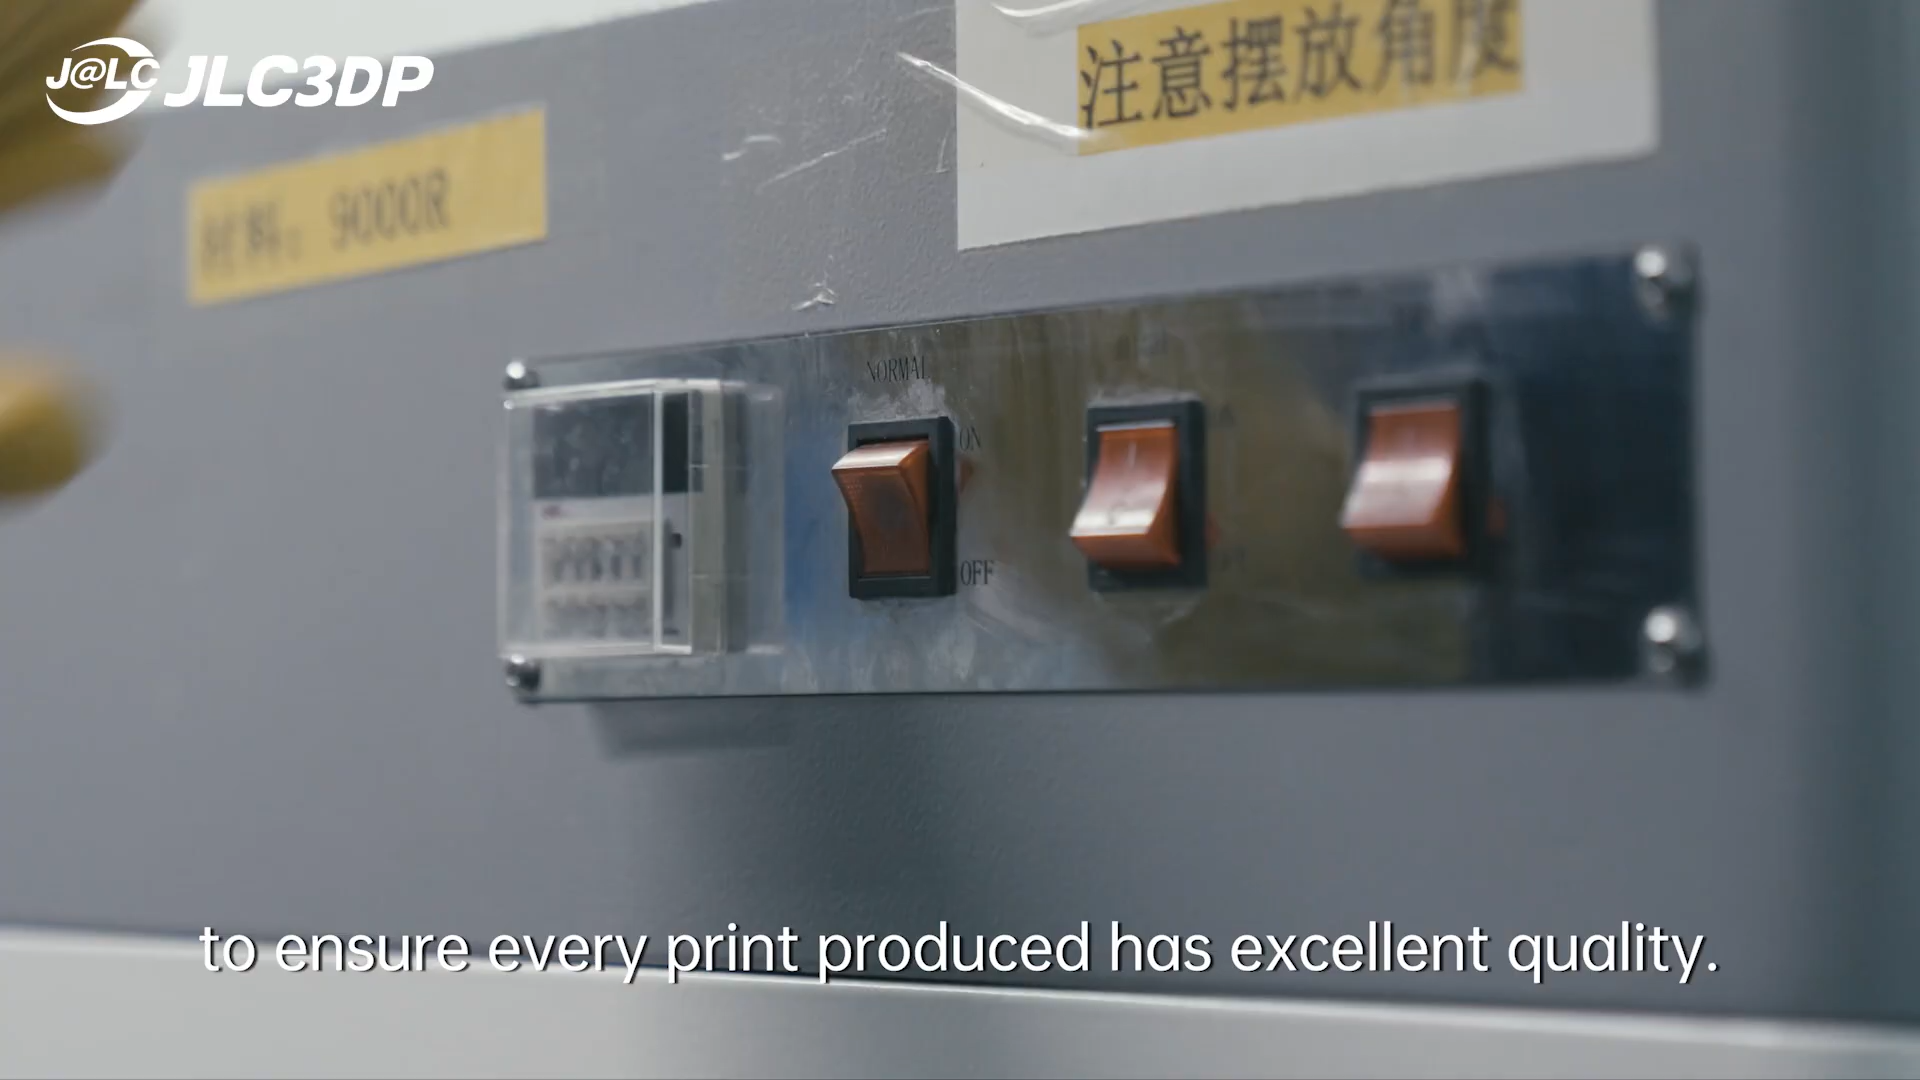 J@LC JLC3DP
注意摆放角度
材料：9000R
NORMAL
ON
OFF
to ensure every print produced has excellent quality.